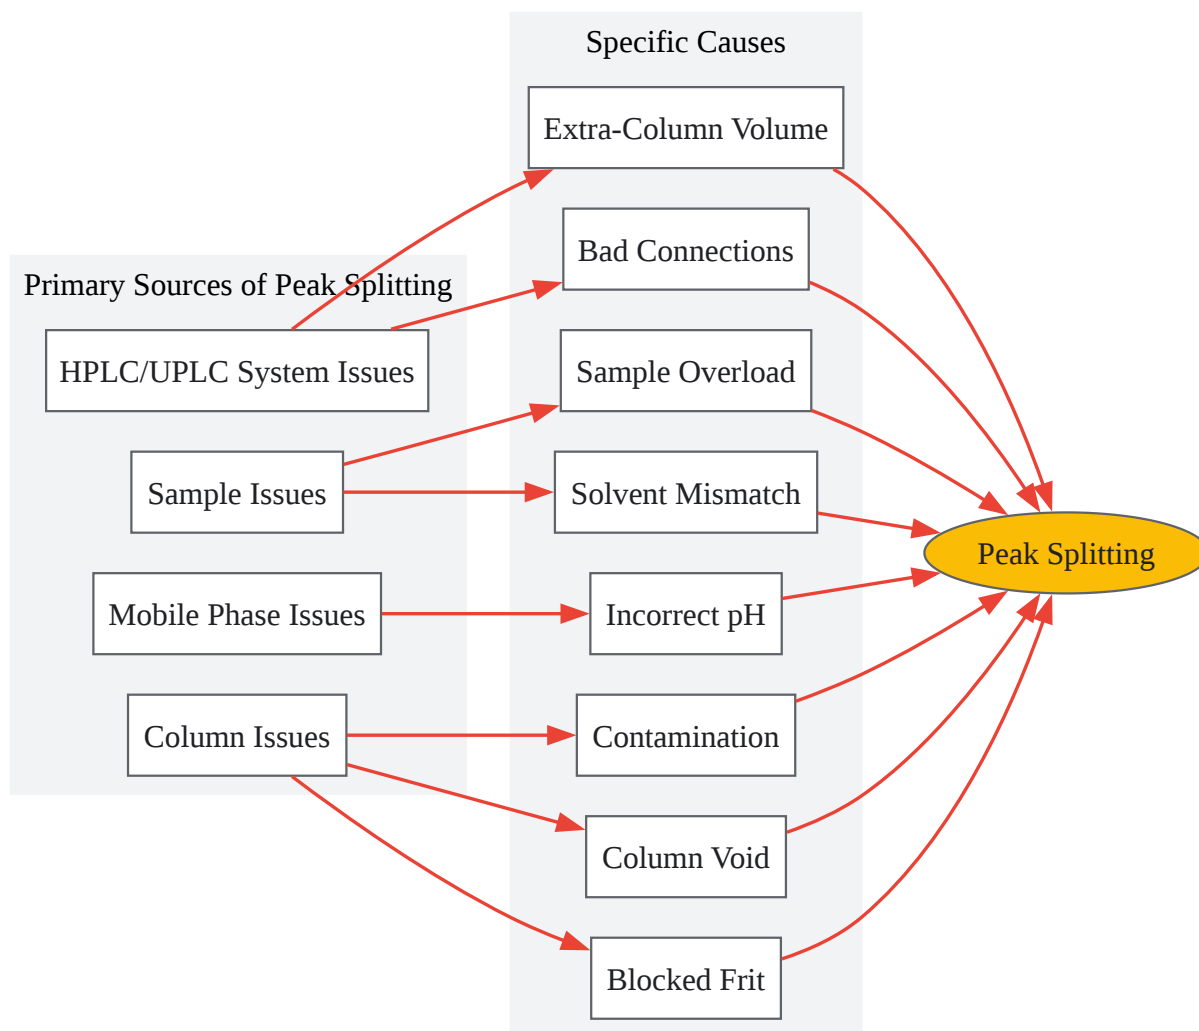 Specific Causes
Extra-Column Volume
Bad Connections
Primary Sources of Peak Splitting
HPLC/UPLC System Issues
Sample Overload
Sample Issues
Solvent Mismatch
Peak Splitting
Mobile Phase Issues
Incorrect pH
Column Issues
Contamination
Column Void
Blocked Frit